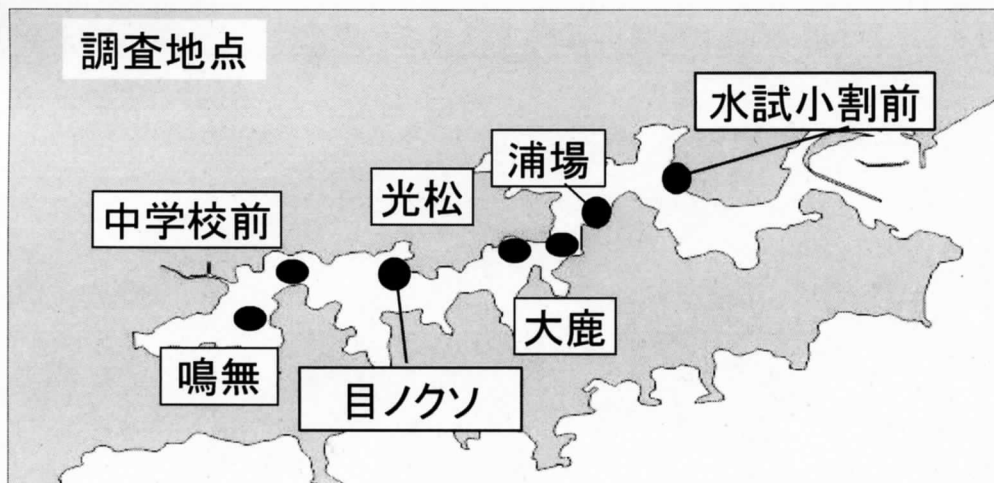 調査地点
水試小割前
浦場
光松
中学校前
大鹿
鳴無
目ノクソ